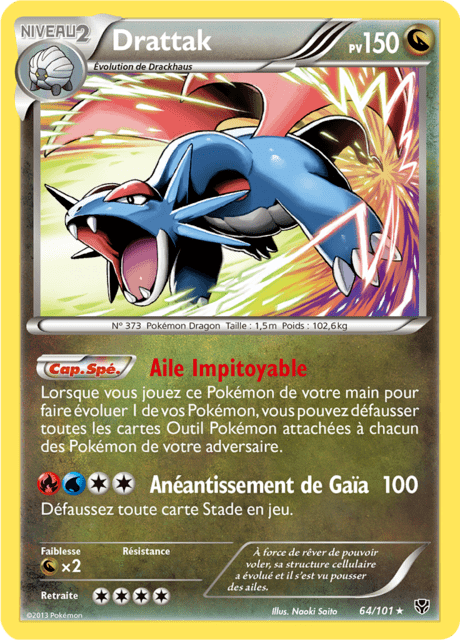 NIVEAU2 Drattak PV150
Évolution de Drackhaus
N° 373 Pokémon Dragon Taille : 1,5m Poids : 102,6kg
Cap.Spé. Aile Impitoyable
Lorsque vous jouez ce Pokémon de votre main pour
faire évoluer 1 de vos Pokémon, vous pouvez défausser
toutes les cartes Outil Pokémon attachées à chacun
des Pokémon de votre adversaire.
Anéantissement de Gaïa 100
Défaussez toute carte Stade en jeu.
Faiblesse Résistance
×2
Retraite
À force de rêver de pouvoir
voler, sa structure cellulaire
a évolué et il s'est vu pousser
des ailes.
©2013 Pokémon Illus. Naoki Saito 64/101 ★